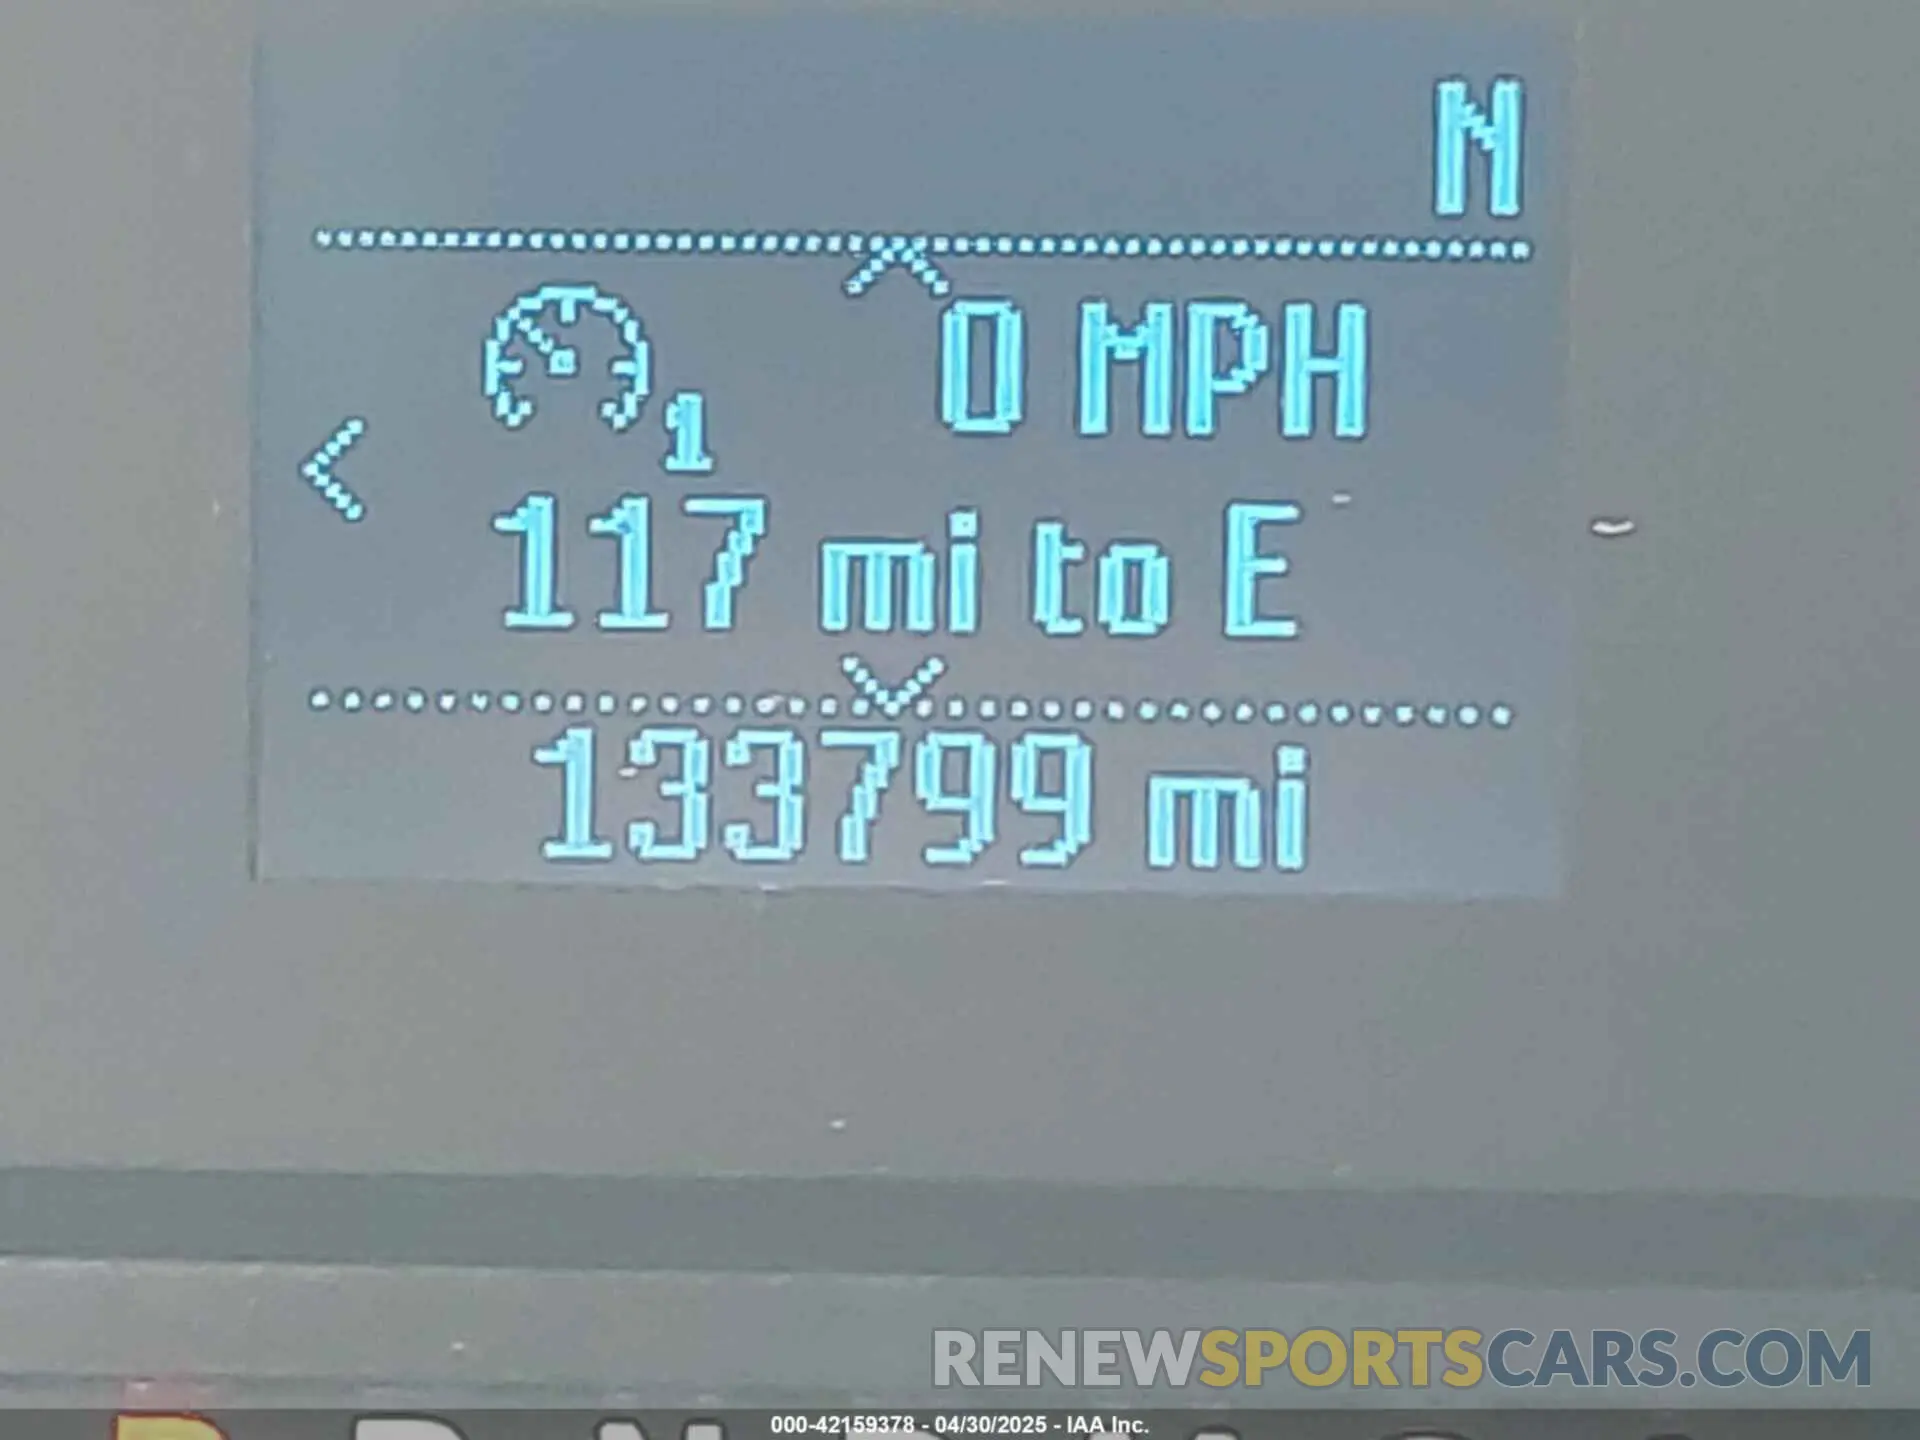 N
0 MPH
1
117 mi to E
133799 mi
RENEWSPORTSCARS.COM
000-42159378 - 04/30/2025 - IAA Inc.